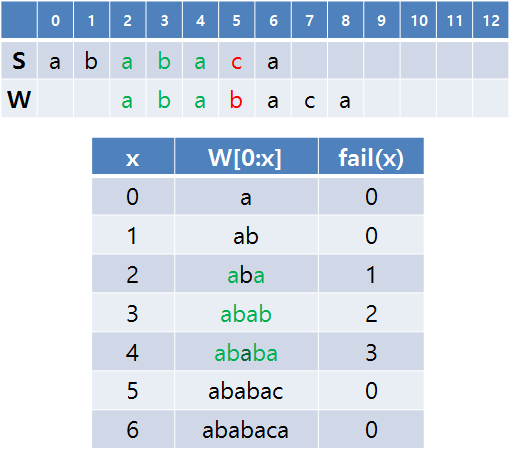 0 1 2 3 4 5 6 7 8 9 10 11 12
S a b a b a c a
W a b a b a c a
x W[0:x] fail(x)
0 a 0
1 ab 0
2 aba 1
3 abab 2
4 ababa 3
5 ababac 0
6 ababaca 0